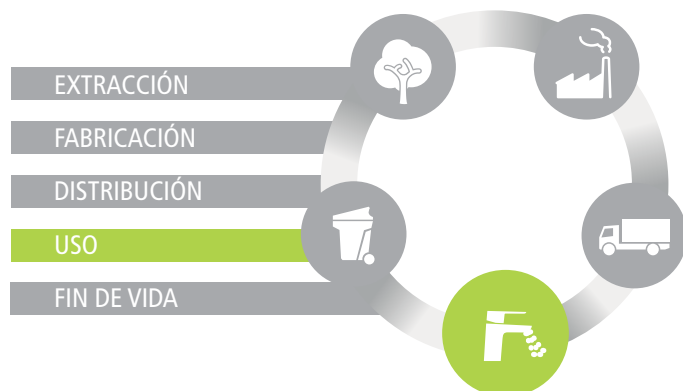 EXTRACCIÓN
FABRICACIÓN
DISTRIBUCIÓN
USO
FIN DE VIDA